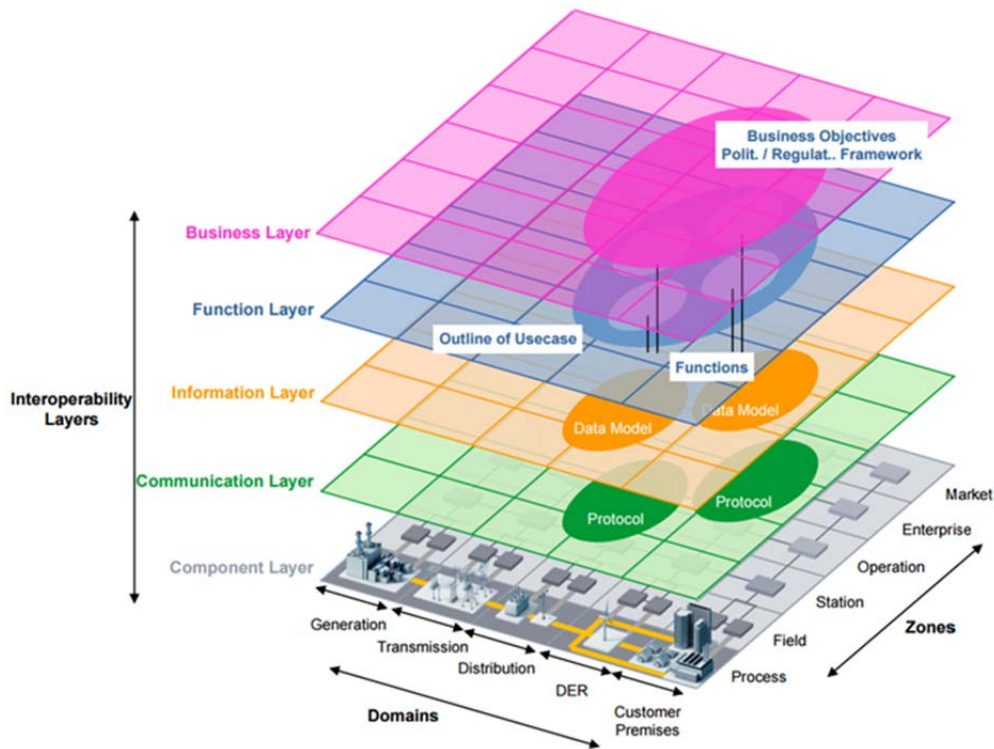 Business Objectives
Polit. / Regulat.. Framework
Business Layer
Function Layer
Outline of Usecase
Functions
Interoperability
Layers
Information Layer
Data Model
Data Model
Communication Layer
Protocol
Protocol
Component Layer
Market
Enterprise
Operation
Station
Field
Process
Zones
Generation
Transmission
Distribution
DER
Customer
Premises
Domains